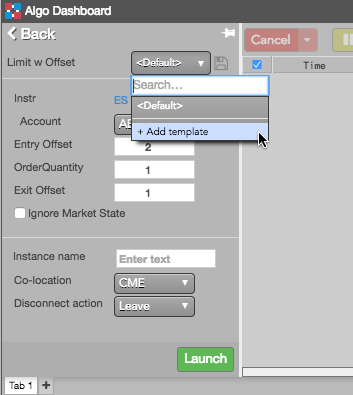 Algo Dashboard
Back
Cancel
Limit w Offset <Default>
Search...
Time
<Default>
Instr ES
+ Add template
Account
Entry Offset 2
OrderQuantity 1
Exit Offset 1
Ignore Market State
Instance name Enter text
Co-location CME
Disconnect action Leave
Launch
Tab 1 +